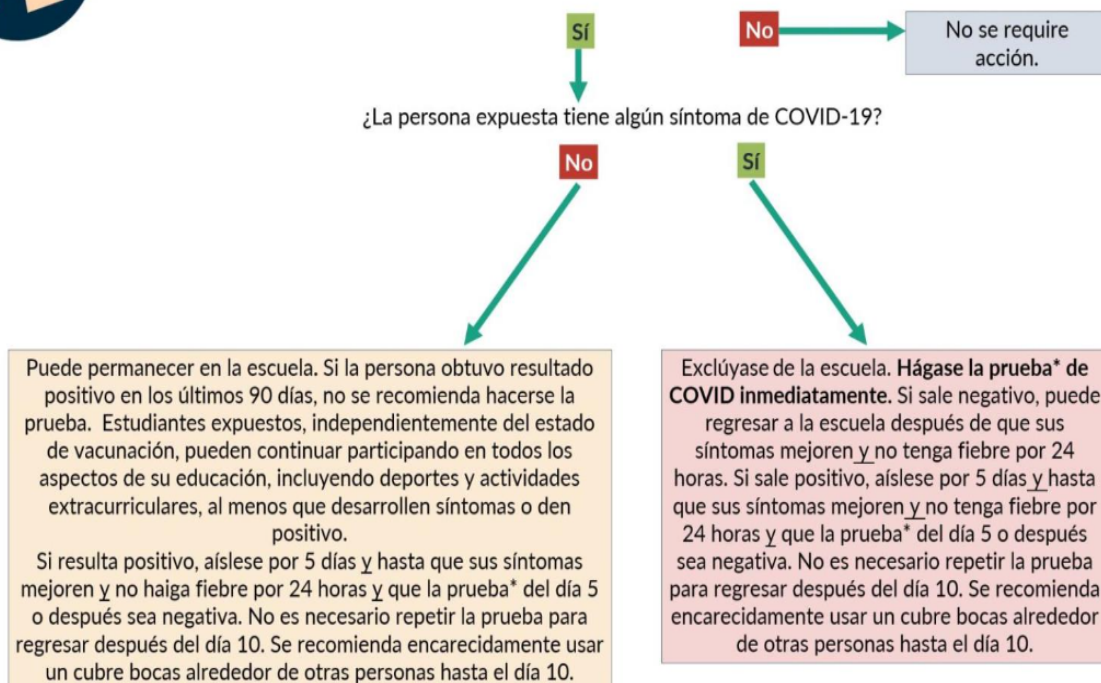 Sí
No
No se require
acción.
¿La persona expuesta tiene algún síntoma de COVID-19?
No
Sí
Puede permanecer en la escuela. Si la persona obtuvo resultado
positivo en los últimos 90 días, no se recomienda hacerse la
prueba. Estudiantes expuestos, independientemente del estado
de vacunación, pueden continuar participando en todos los
aspectos de su educación, incluyendo deportes y actividades
extracurriculares, al menos que desarrollen síntomas o den
positivo.
Si resulta positivo, aíslese por 5 días y hasta que sus síntomas
mejoren y no haiga fiebre por 24 horas y que la prueba* del día 5
o después sea negativa. No es necesario repetir la prueba para
regresar después del día 10. Se recomienda encarecidamente usar
un cubre bocas alrededor de otras personas hasta el día 10.
Exclúyase de la escuela. Hágase la prueba* de
COVID inmediatamente. Si sale negativo, puede
regresar a la escuela después de que sus
síntomas mejoren y no tenga fiebre por 24
horas. Si sale positivo, aíslese por 5 días y hasta
que sus síntomas mejoren y no tenga fiebre por
24 horas y que la prueba* del día 5 o después
sea negativa. No es necesario repetir la prueba
para regresar después del día 10. Se recomienda
encarecidamente usar un cubre bocas alrededor
de otras personas hasta el día 10.